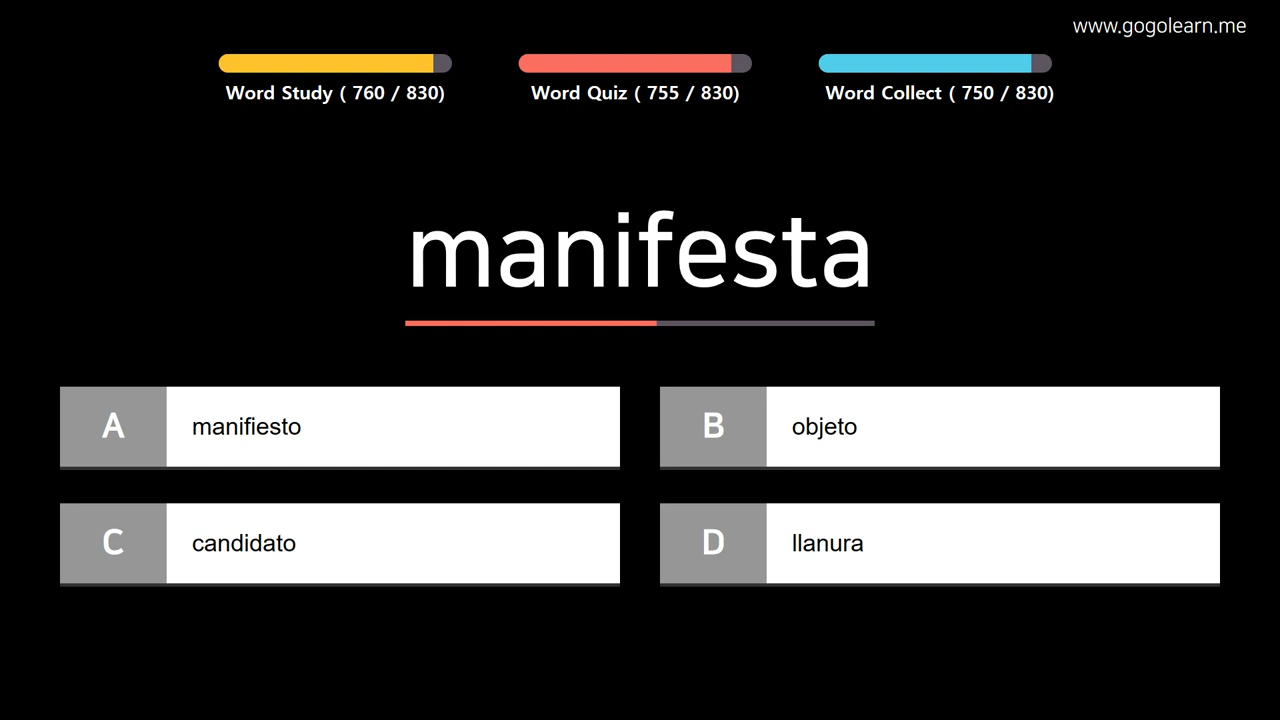 www.gogolearn.me
Word Study ( 760 / 830)
Word Quiz ( 755 / 830)
Word Collect ( 750 / 830)
manifesta
A manifiesto
B objeto
C candidato
D llanura